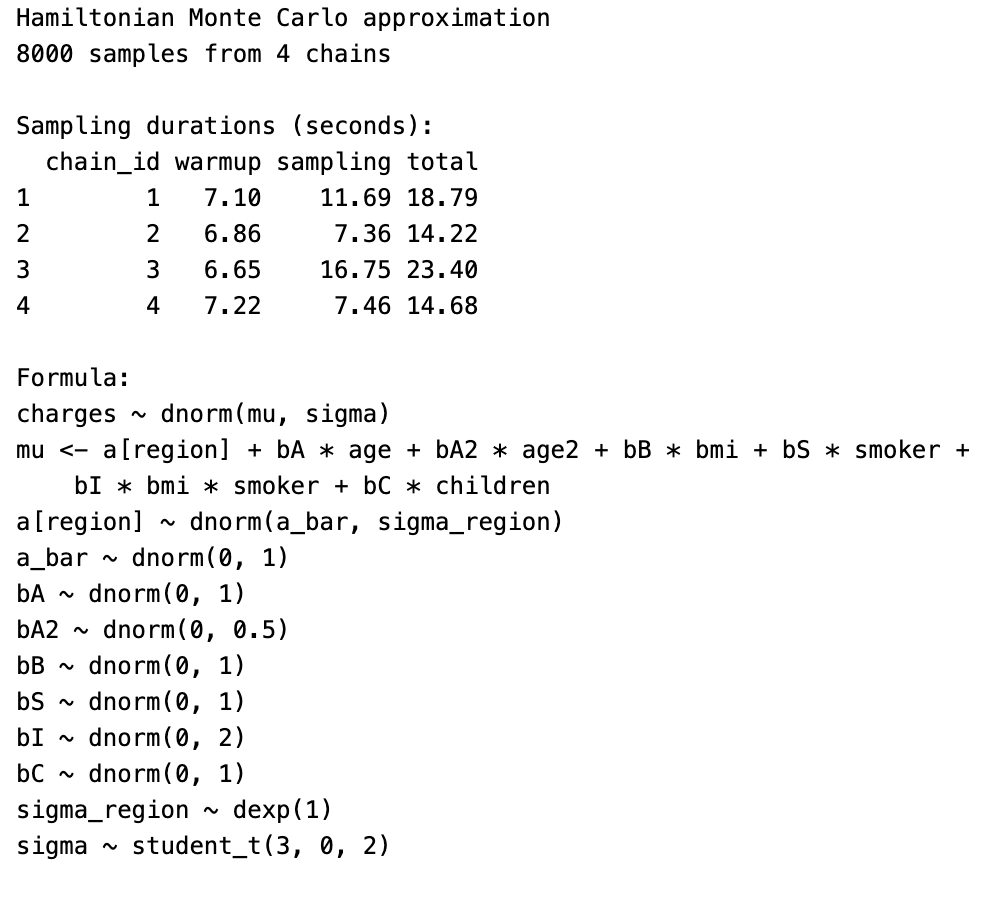 Hamiltonian Monte Carlo approximation
8000 samples from 4 chains

Sampling durations (seconds):
  chain_id warmup sampling total
1        1   7.10    11.69 18.79
2        2   6.86     7.36 14.22
3        3   6.65    16.75 23.40
4        4   7.22     7.46 14.68

Formula:
charges ~ dnorm(mu, sigma)
mu <- a[region] + bA * age + bA2 * age2 + bB * bmi + bS * smoker +
    bI * bmi * smoker + bC * children
a[region] ~ dnorm(a_bar, sigma_region)
a_bar ~ dnorm(0, 1)
bA ~ dnorm(0, 1)
bA2 ~ dnorm(0, 0.5)
bB ~ dnorm(0, 1)
bS ~ dnorm(0, 1)
bI ~ dnorm(0, 2)
bC ~ dnorm(0, 1)
sigma_region ~ dexp(1)
sigma ~ student_t(3, 0, 2)